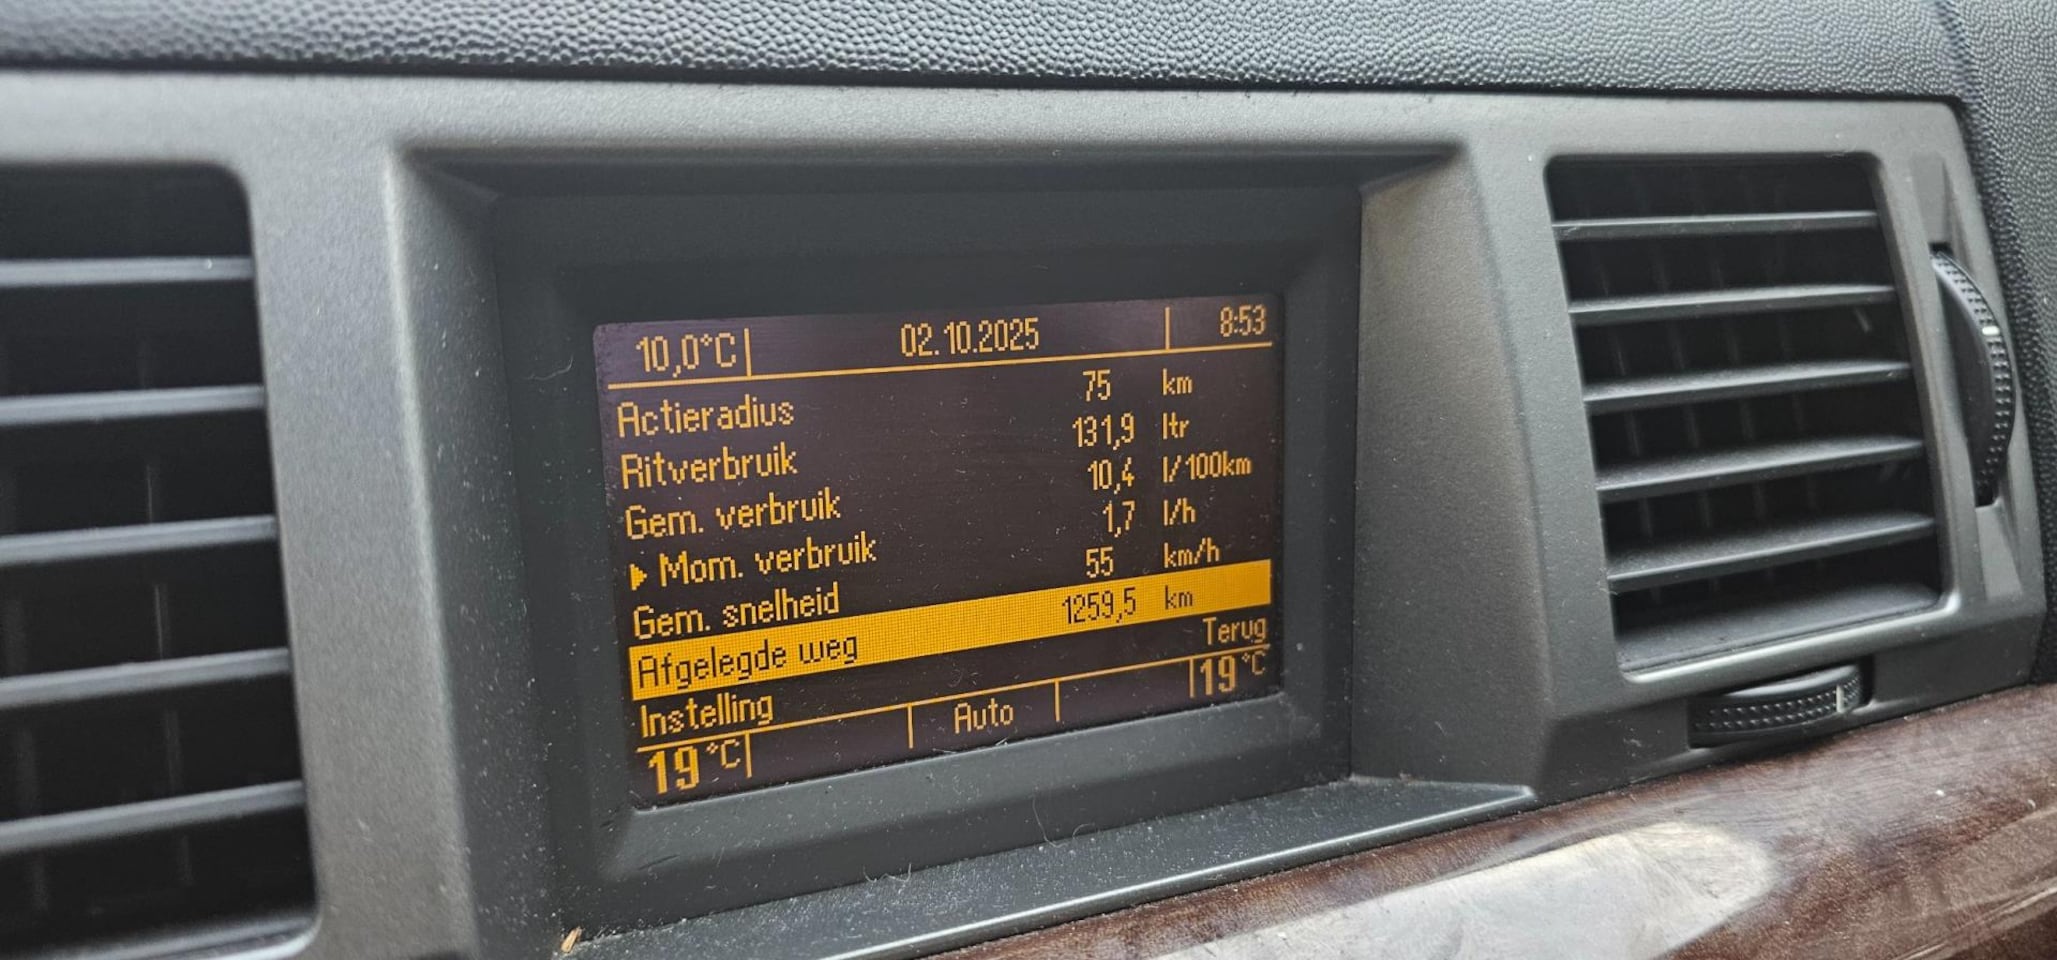 10,0°C 02.10.2025 8:53
Actieradius 75 km
Ritverbruik 131,9 ltr
Gem. verbruik 10,4 l/100km
Mom. verbruik 1,7 l/h
Gem. snelheid 55 km/h
Afgelegde weg 1259,5 km
Instelling Terug
19°C Auto 19°C